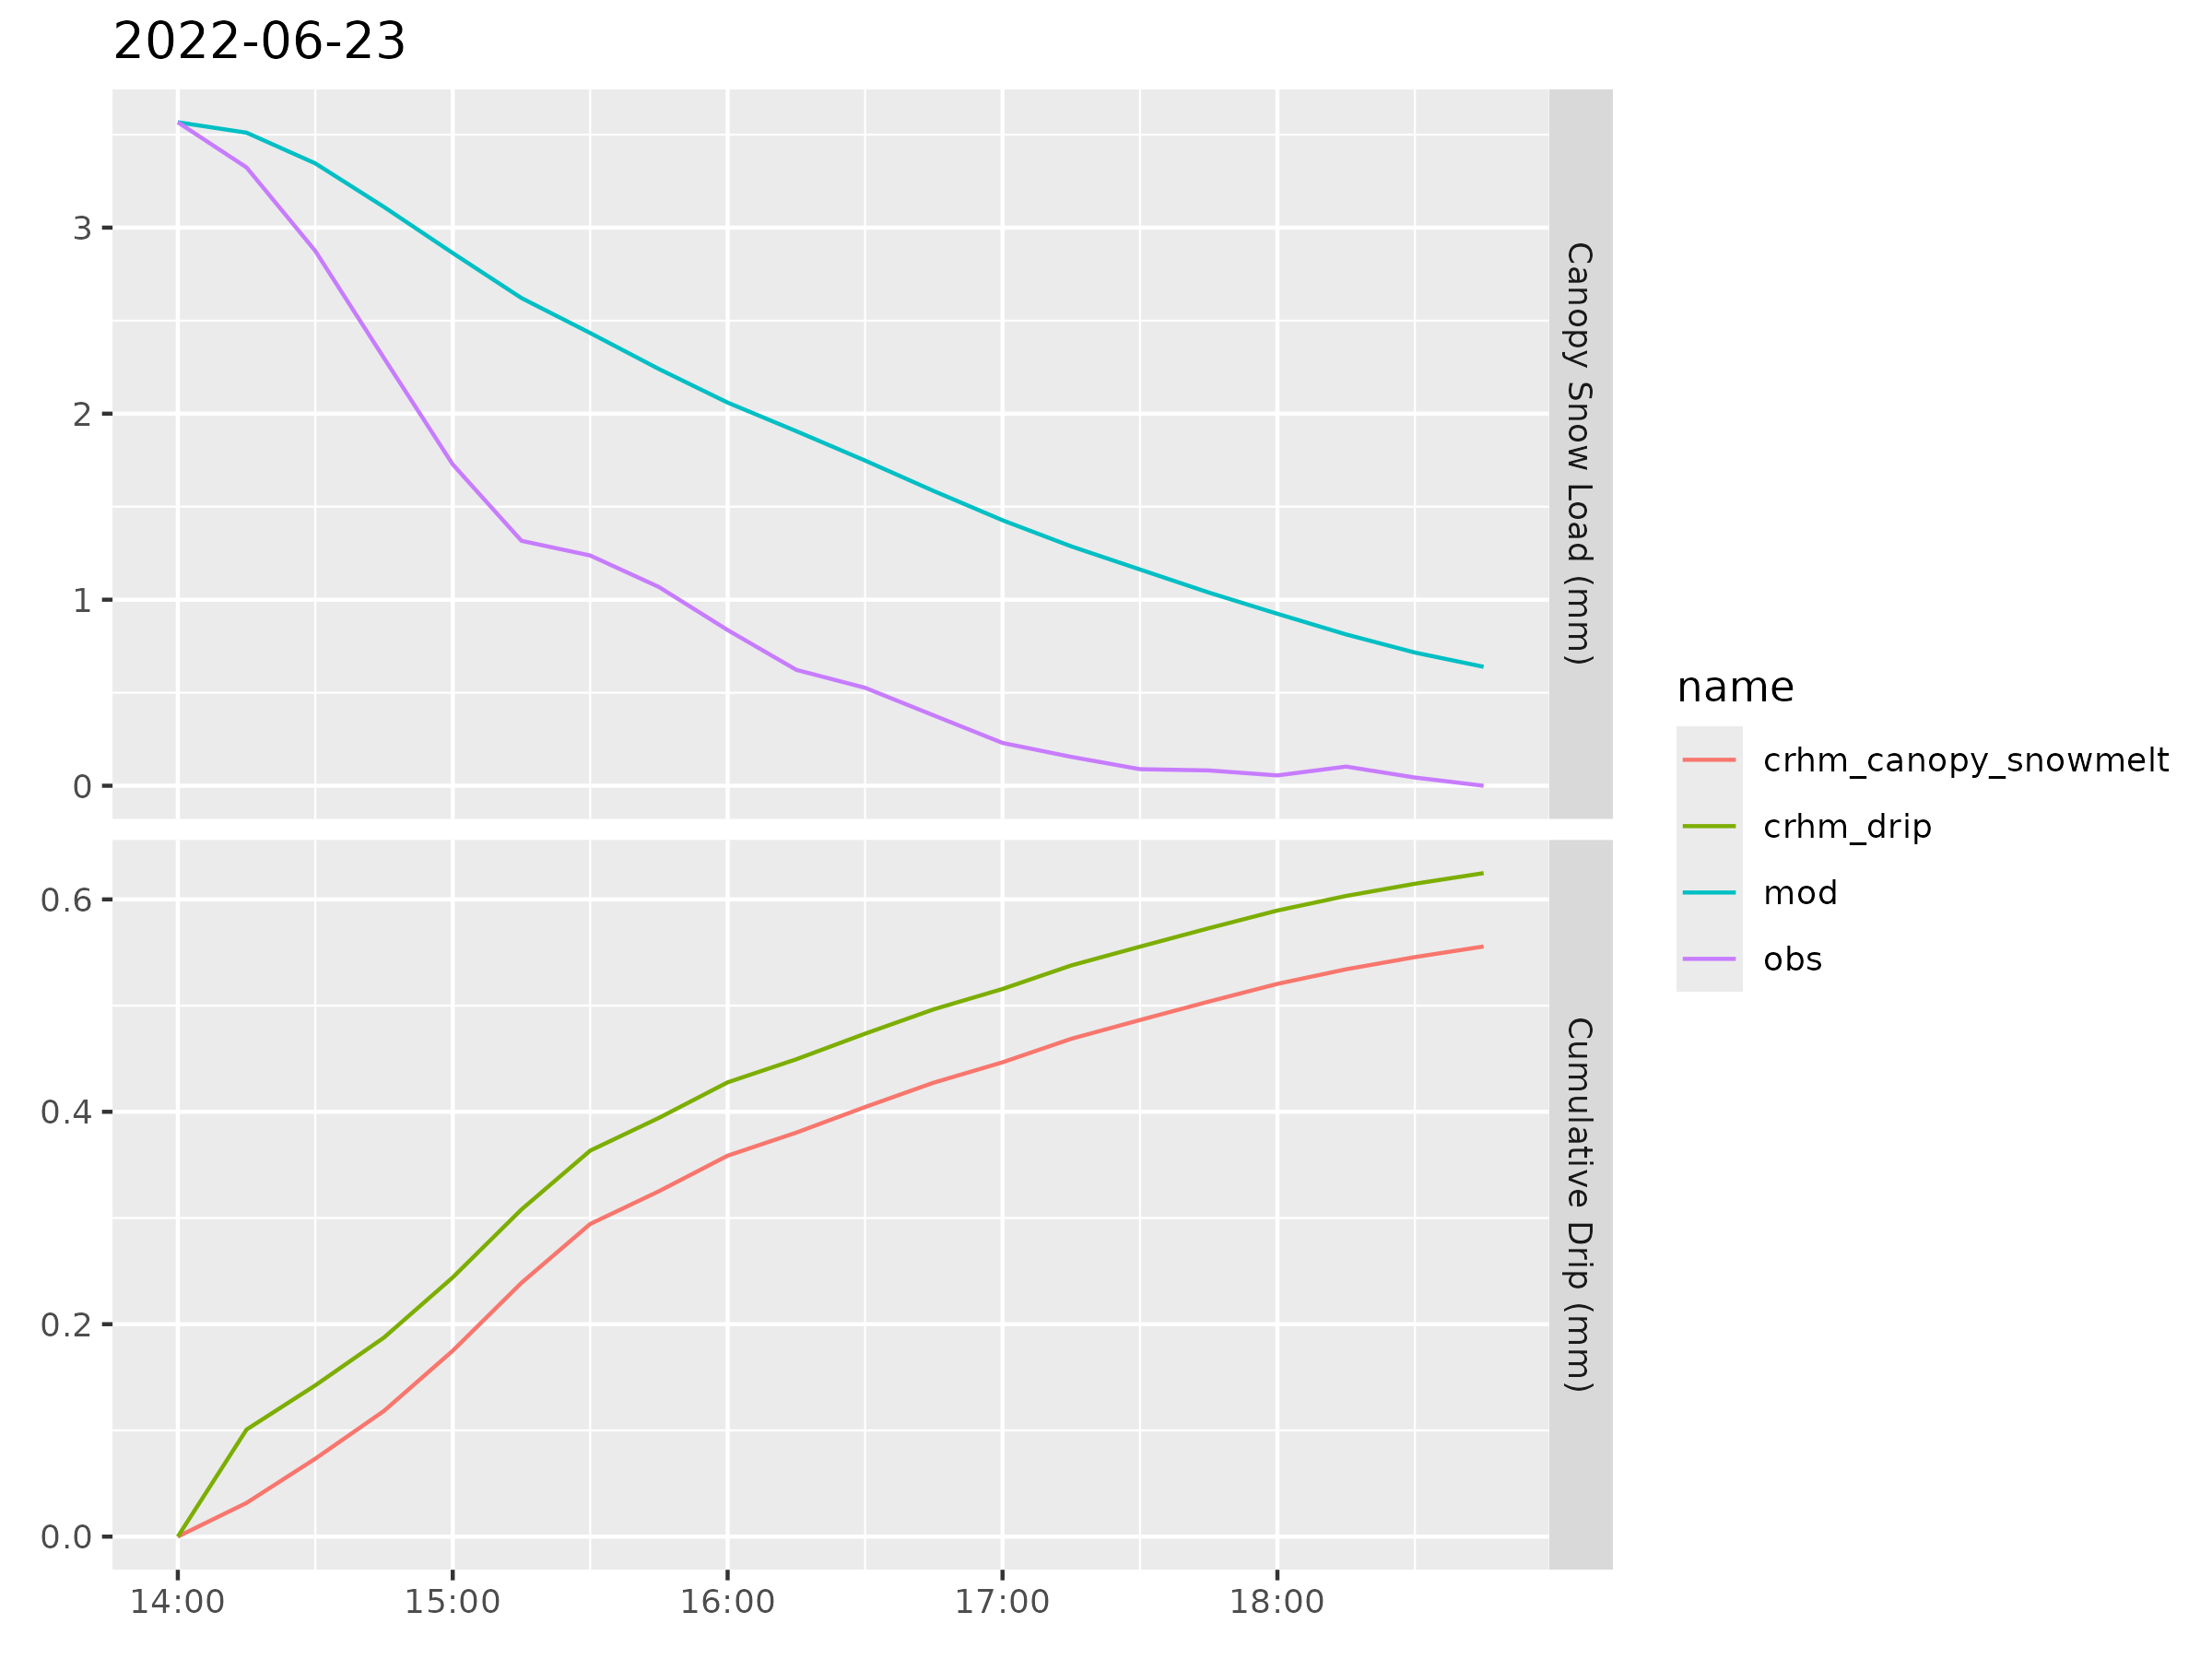 2022-06-23
3
2
1
0
Canopy Snow Load (mm)
0.6
0.4
0.2
0.0
Cumulative Drip (mm)
14:00 15:00 16:00 17:00 18:00
name
crhm_canopy_snowmelt
crhm_drip
mod
obs